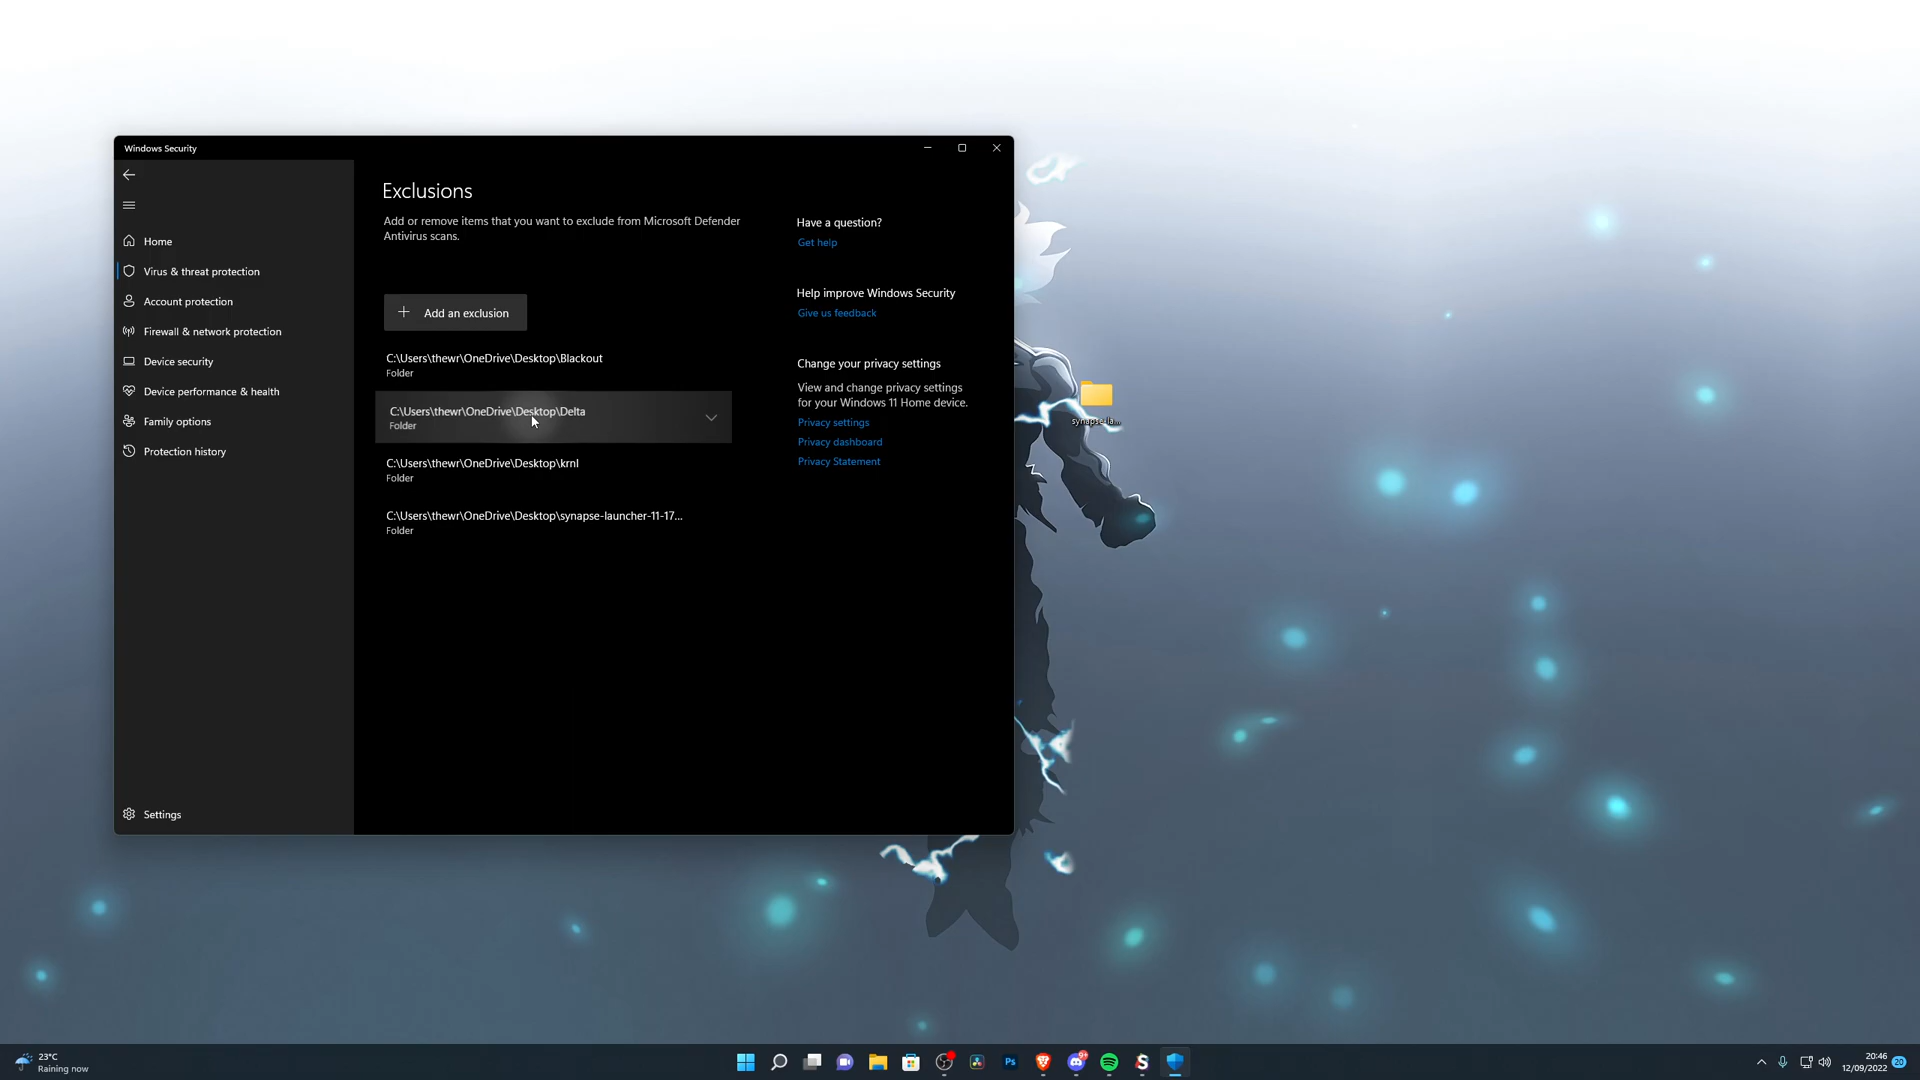 Windows Security
Exclusions
Add or remove items that you want to exclude from Microsoft Defender
Antivirus scans.
Add an exclusion
C:\Users\thewr\OneDrive\Desktop\Blackout
Folder
C:\Users\thewr\OneDrive\Desktop\Delta
Folder
C:\Users\thewr\OneDrive\Desktop\krnl
Folder
C:\Users\thewr\OneDrive\Desktop\synapse-launcher-11-17...
Folder
Home
Virus & threat protection
Account protection
Firewall & network protection
Device security
Device performance & health
Family options
Protection history
Settings
Have a question?
Get help
Help improve Windows Security
Give us feedback
Change your privacy settings
View and change privacy settings
for your Windows 11 Home device.
Privacy settings
Privacy dashboard
Privacy Statement
synapse-la...
23°C
Raining now
Ps
9+
S
20:46
12/09/2022
20